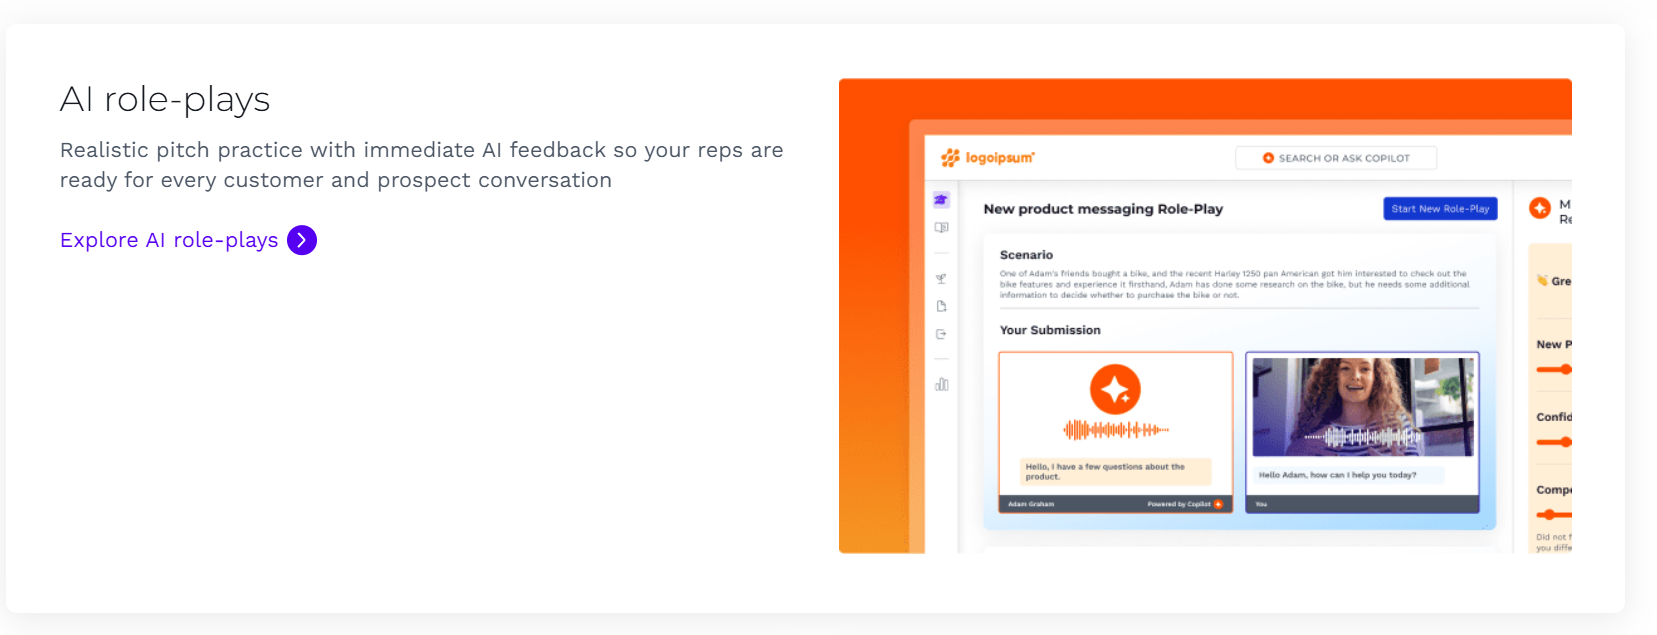 AI role-plays
Realistic pitch practice with immediate AI feedback so your reps are
ready for every customer and prospect conversation
Explore AI role-plays
logoipsum
SEARCH OR ASK COPILOT
New product messaging Role-Play
Start New Role-Play
M
Re
Scenario
One of Adam's friends bought a bike, and the recent Harley 1250 pan American got him interested to check out the
bike features and experience it firsthand, Adam has done some research on the bike, but he needs some additional
information to decide whether to purchase the bike or not.
Gre
Your Submission
New P
Hello, I have a few questions about the
product.
Adam Graham
Powered by Copilot
Hello Adam, how can I help you today?
You
Confid
Compe
Did not f
you diffe